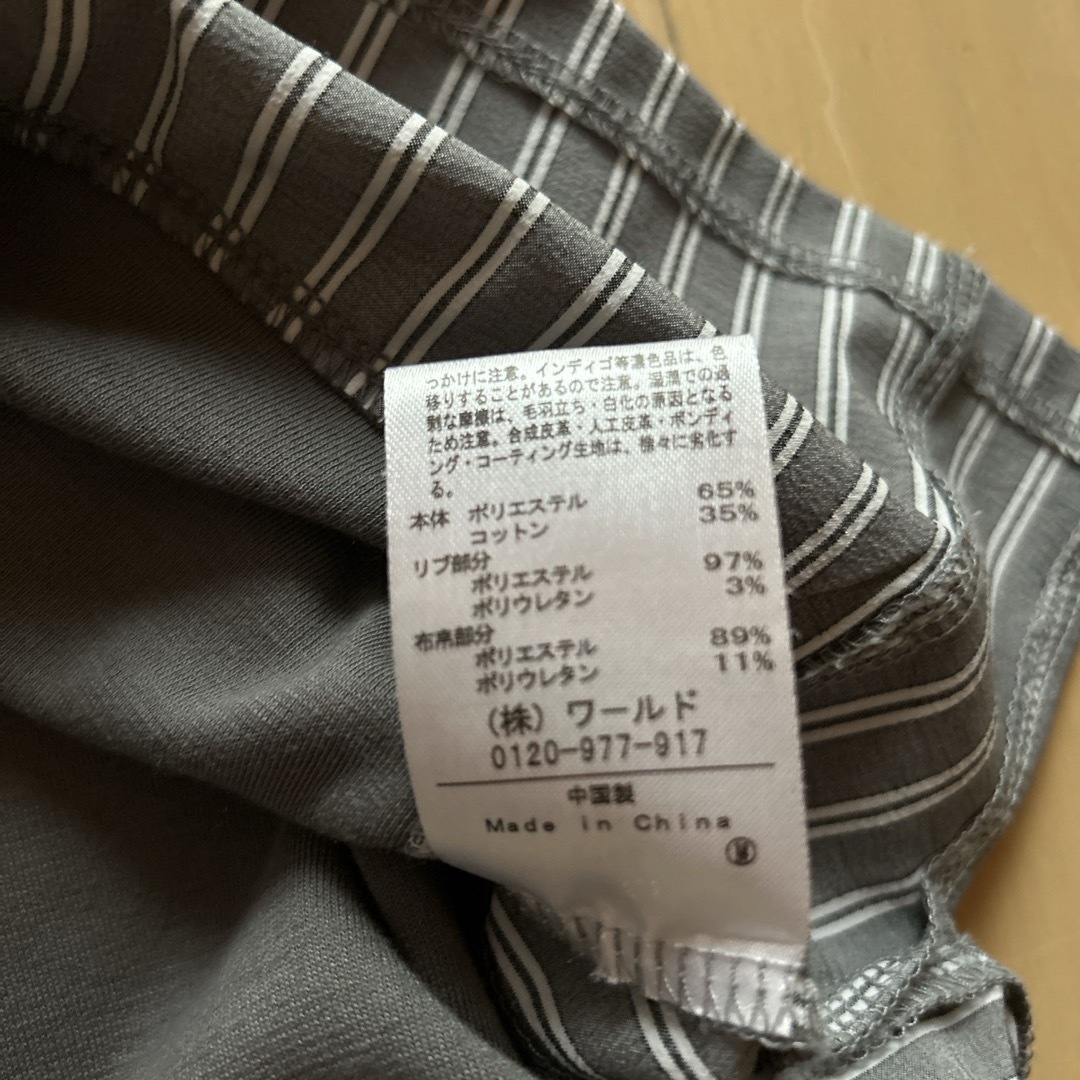 っかけに注意。インディゴ等濃色品は、色
移りすることがあるので注意。湿潤での過
剰な摩擦は、毛羽立ち・白化の原因となる
ため注意。合成皮革・人工皮革・ボンディ
ング・コーティング生地は、徐々に劣化す
る。
本体 ポリエステル 65%
コットン 35%
リブ部分
ポリエステル 97%
ポリウレタン 3%
布帛部分
ポリエステル 89%
ポリウレタン 11%
(株) ワールド
0120-977-917
中国製
Made in China